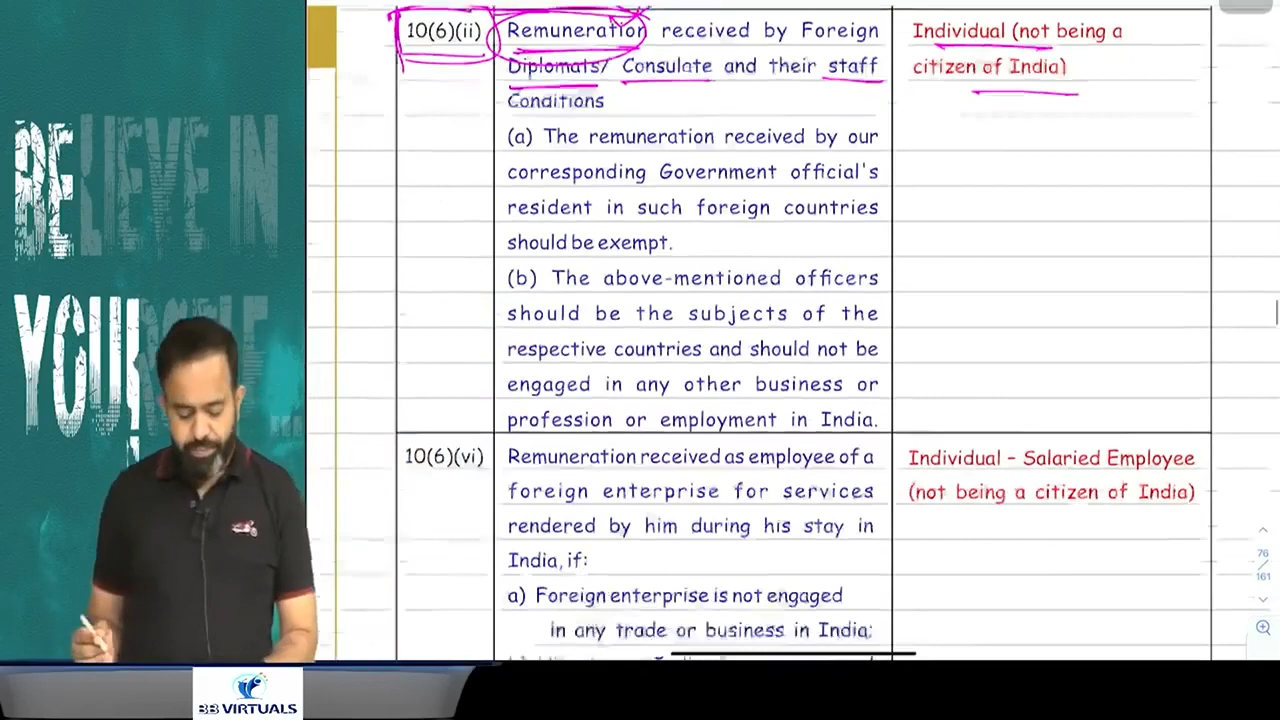 BELIEVE IN
YOUR
10(6)(ii)
Remuneration received by Foreign
Diplomats/ Consulate and their staff
Conditions
(a) The remuneration received by our
corresponding Government official's
resident in such foreign countries
should be exempt.
(b) The above-mentioned officers
should be the subjects of the
respective countries and should not be
engaged in any other business or
profession or employment in India.
Individual (not being a
citizen of India)
10(6)(vi)
Remuneration received as employee of a
foreign enterprise for services
rendered by him during his stay in
India, if:
a) Foreign enterprise is not engaged
in any trade or business in India;
Individual - Salaried Employee
(not being a citizen of India)
76
/
161
BB VIRTUALS